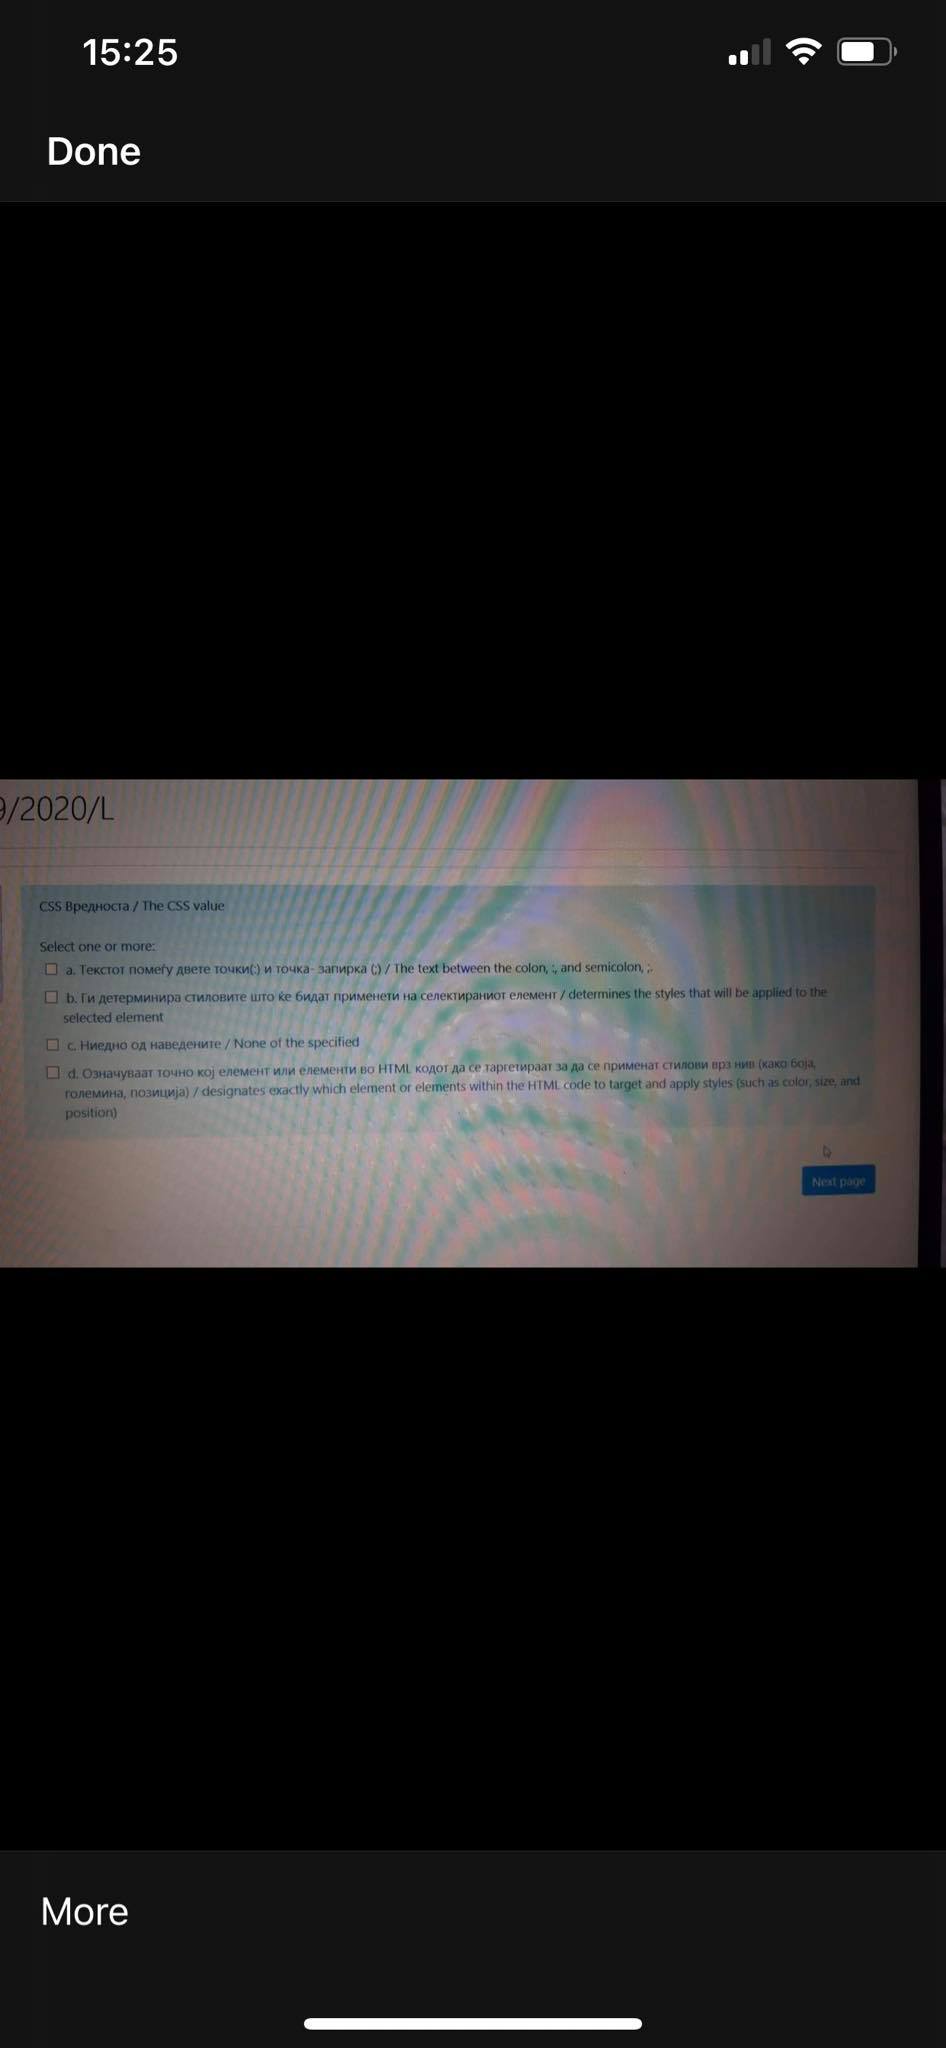 15:25
Done
9/2020/L
CSS Вредноста / The CSS value
Select one or more:
a. Текстот помеѓу двете точки(:) и точка- запирка (;) / The text between the colon, :, and semicolon, ;.
b. Ги детерминира стиловите што ќе бидат применети на селектираниот елемент / determines the styles that will be applied to the
selected element
c. Ниедно од наведените / None of the specified
d. Означуваат точно кој елемент или елементи во HTML кодот да се таргетираат за да се применат стилови врз нив (како боја,
големина, позиција) / designates exactly which element or elements within the HTML code to target and apply styles (such as color, size, and
position)
Next page
More